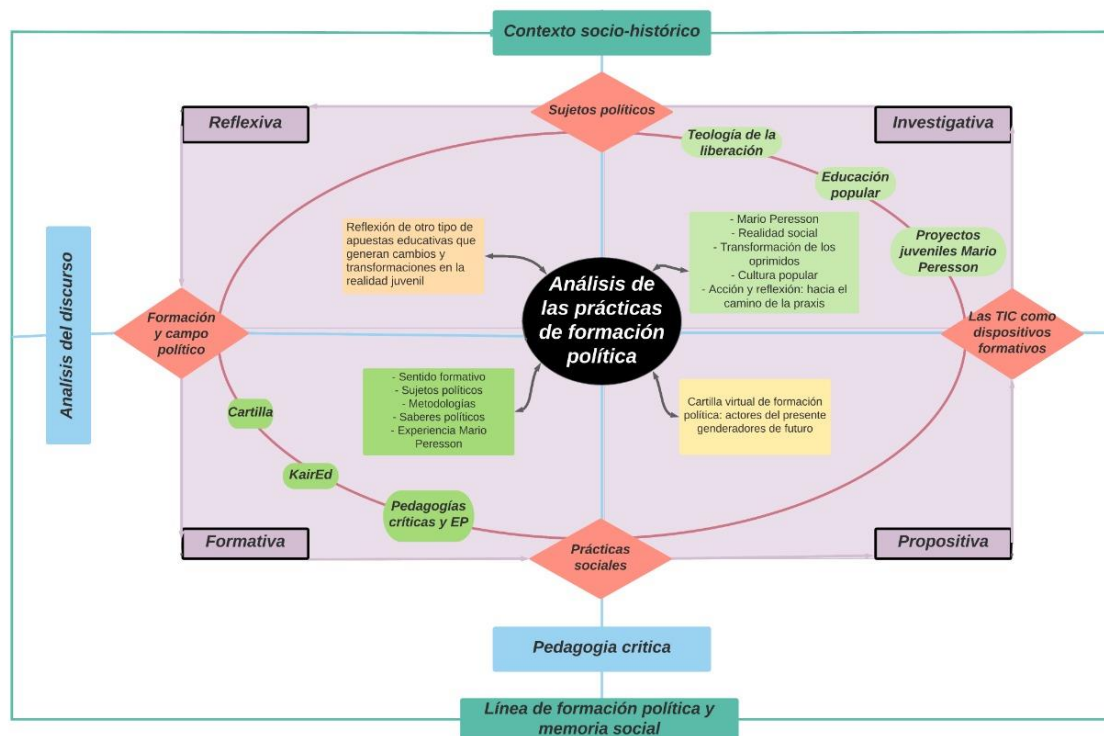 Contexto socio-histórico
Sujetos políticos
Reflexiva
Investigativa
Teología de la
liberación
Educación
popular
Proyectos
juveniles Mario
Peresson
Reflexión de otro tipo de
apuestas educativas que
generan cambios y
transformaciones en la
realidad juvenil
- Mario Peresson
- Realidad social
- Transformación de los
oprimidos
- Cultura popular
- Acción y reflexión: hacia el
camino de la praxis
Análisis de
las prácticas
de formación
política
Analísis del discurso
Formación
y campo
político
Las TIC como
dispositivos
formativos
- Sentido formativo
- Sujetos políticos
- Metodologías
- Saberes políticos
- Experiencia Mario
Peresson
Cartilla virtual de formación
política: actores del presente
genderadores de futuro
Cartilla
KairEd
Pedagogías
críticas y EP
Formativa
Propositiva
Prácticas
sociales
Pedagogia critica
Línea de formación política y
memoria social